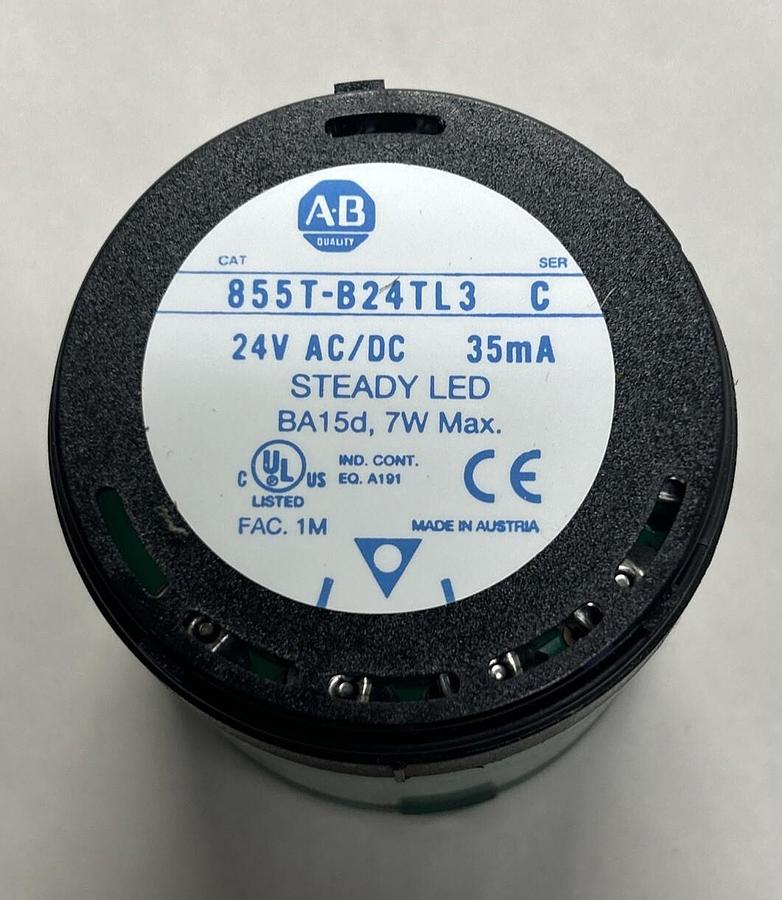 A·B
QUALITY
CAT SER
855T-B24TL3 C
24V AC/DC 35mA
STEADY LED
BA15d, 7W Max.
C UL US
LISTED
IND. CONT.
EQ. A191
CE
FAC. 1M
MADE IN AUSTRIA